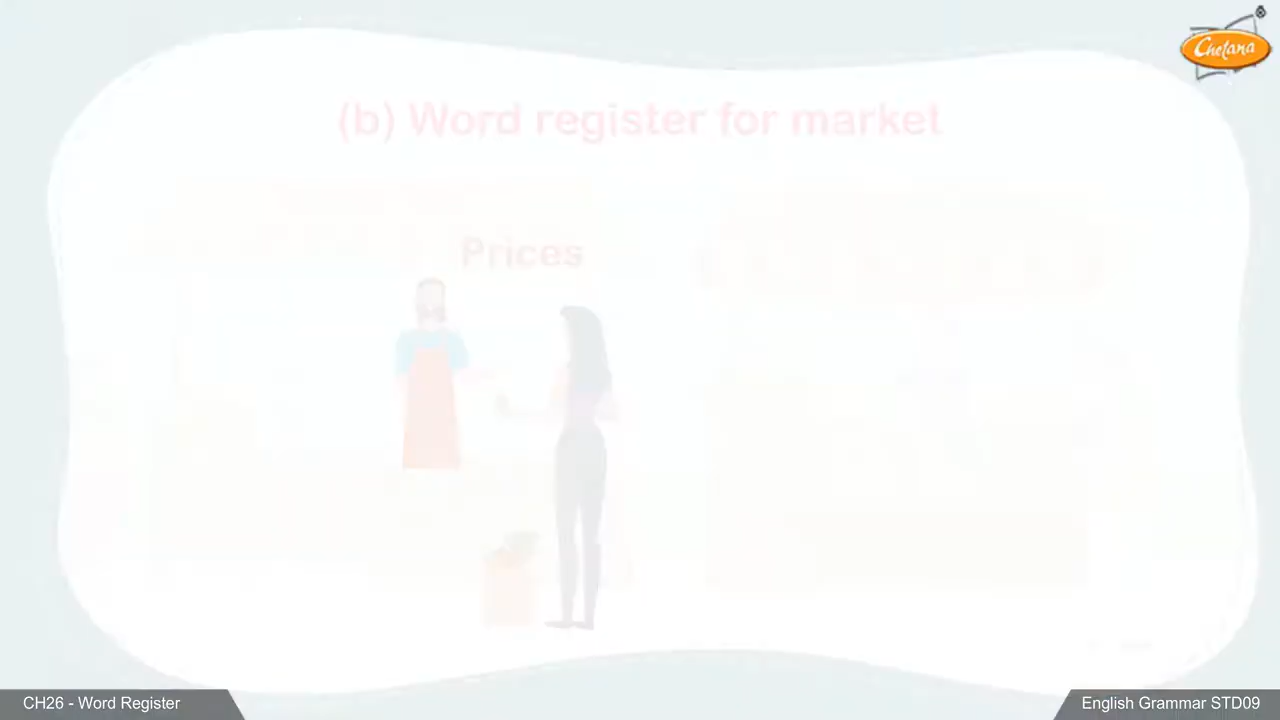 Chetana
(b) Word register for market
Prices
CH26 - Word Register
English Grammar STD09